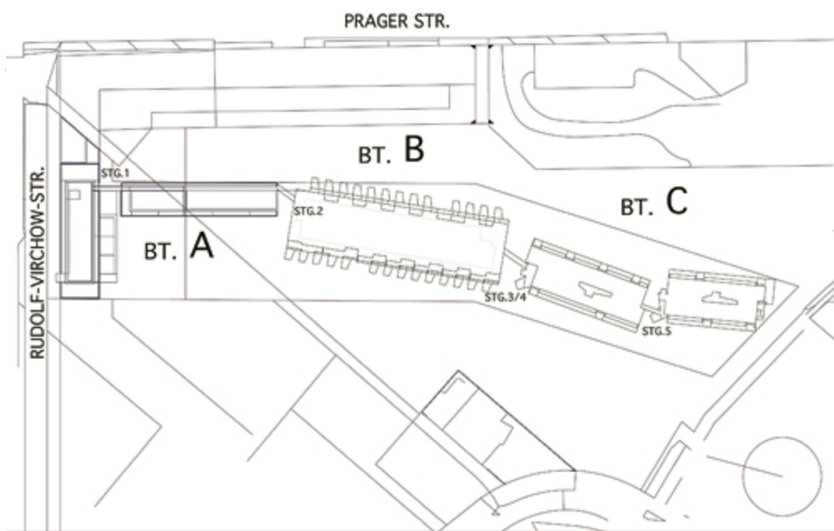 PRAGER STR.
BT. B
STG.1
RUDOLF-VIRCHOW-STR.
BT. C
STG.2
BT. A
STG.3/4
STG.5